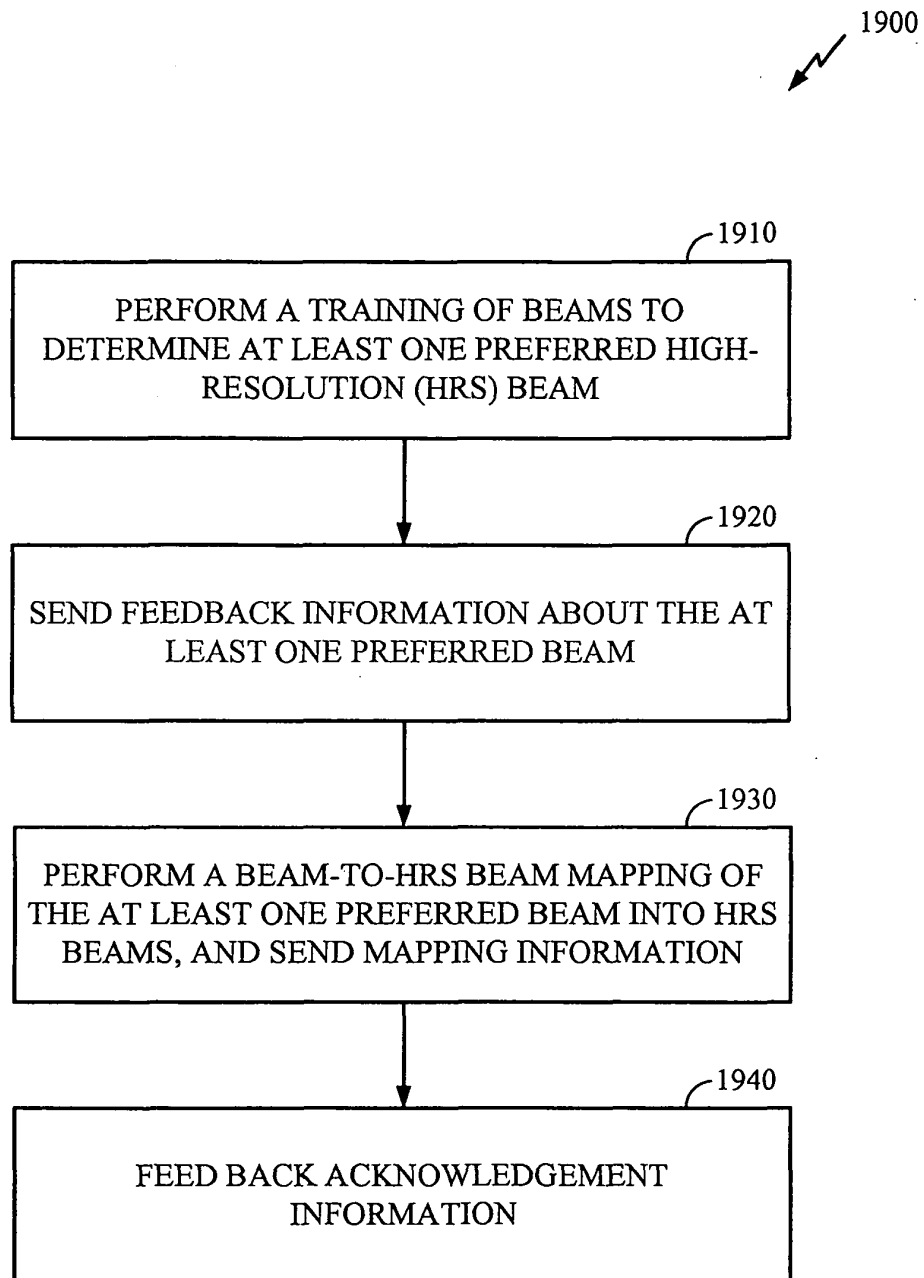 1900
1910
PERFORM A TRAINING OF BEAMS TO
DETERMINE AT LEAST ONE PREFERRED HIGH-
RESOLUTION (HRS) BEAM
1920
SEND FEEDBACK INFORMATION ABOUT THE AT
LEAST ONE PREFERRED BEAM
1930
PERFORM A BEAM-TO-HRS BEAM MAPPING OF
THE AT LEAST ONE PREFERRED BEAM INTO HRS
BEAMS, AND SEND MAPPING INFORMATION
1940
FEED BACK ACKNOWLEDGEMENT
INFORMATION